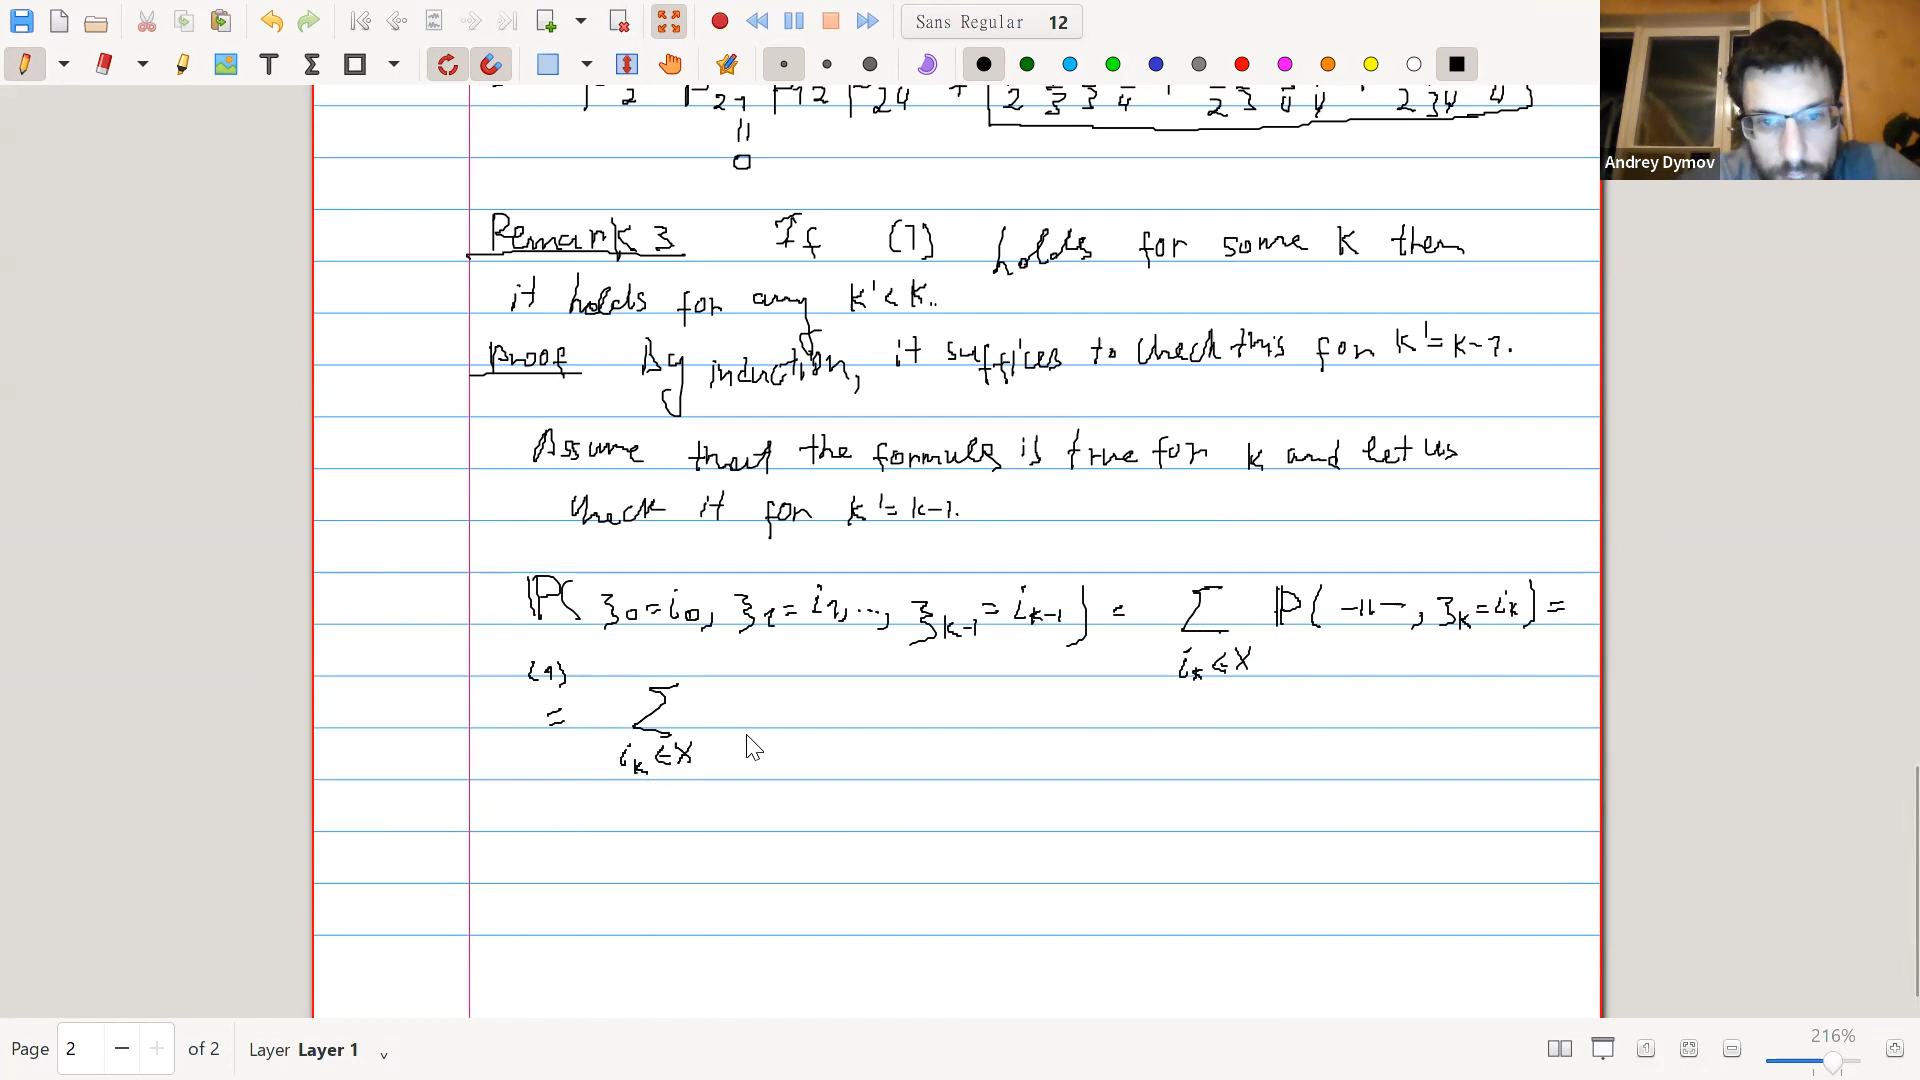 Sans Regular 12
Andrey Dymov
0
Remark 3 If (1) holds for some k then
it holds for any k' < k.
Proof By induction, it suffices to check this for k' = k-1.
Assume that the formula is true for k and let us
check it for k' = k-1.
ℙ( ξ₀ = i₀, ξ₁ = i₁, ..., ξₖ₋₁ = iₖ₋₁ ) = Σ ℙ( -॥-, ξₖ = iₖ ) =
iₖ ∈ X
(1)
= Σ
iₖ ∈ X
Page 2 of 2 Layer Layer 1 216%